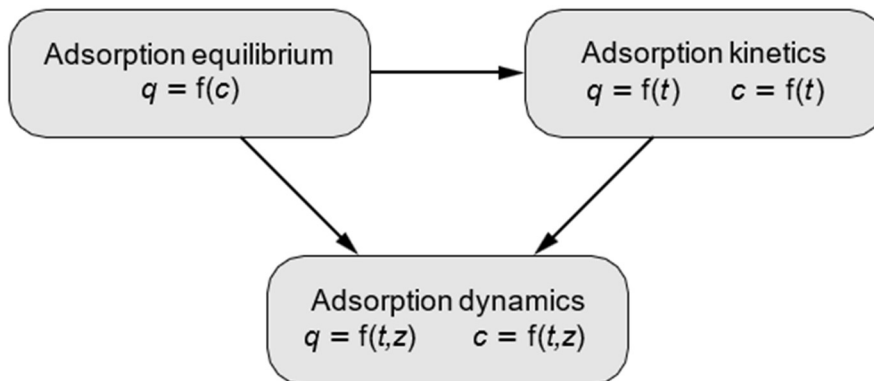 Adsorption equilibrium
q = f(c)
Adsorption kinetics
q = f(t) c = f(t)
Adsorption dynamics
q = f(t,z) c = f(t,z)